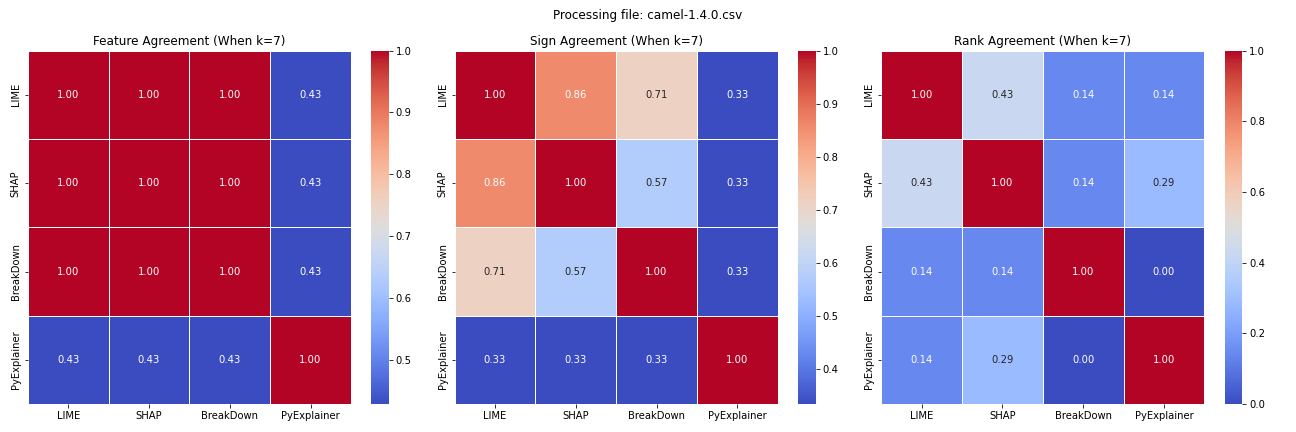 Processing file: camel-1.4.0.csv
Feature Agreement (When k=7)
LIME
1.00 1.00 1.00 0.43
SHAP
1.00 1.00 1.00 0.43
BreakDown
1.00 1.00 1.00 0.43
PyExplainer
0.43 0.43 0.43 1.00
LIME SHAP BreakDown PyExplainer
1.0
0.9
0.8
0.7
0.6
0.5
Sign Agreement (When k=7)
LIME
1.00 0.86 0.71 0.33
SHAP
0.86 1.00 0.57 0.33
BreakDown
0.71 0.57 1.00 0.33
PyExplainer
0.33 0.33 0.33 1.00
LIME SHAP BreakDown PyExplainer
1.0
0.9
0.8
0.7
0.6
0.5
0.4
Rank Agreement (When k=7)
LIME
1.00 0.43 0.14 0.14
SHAP
0.43 1.00 0.14 0.29
BreakDown
0.14 0.14 1.00 0.00
PyExplainer
0.14 0.29 0.00 1.00
LIME SHAP BreakDown PyExplainer
1.0
0.8
0.6
0.4
0.2
0.0